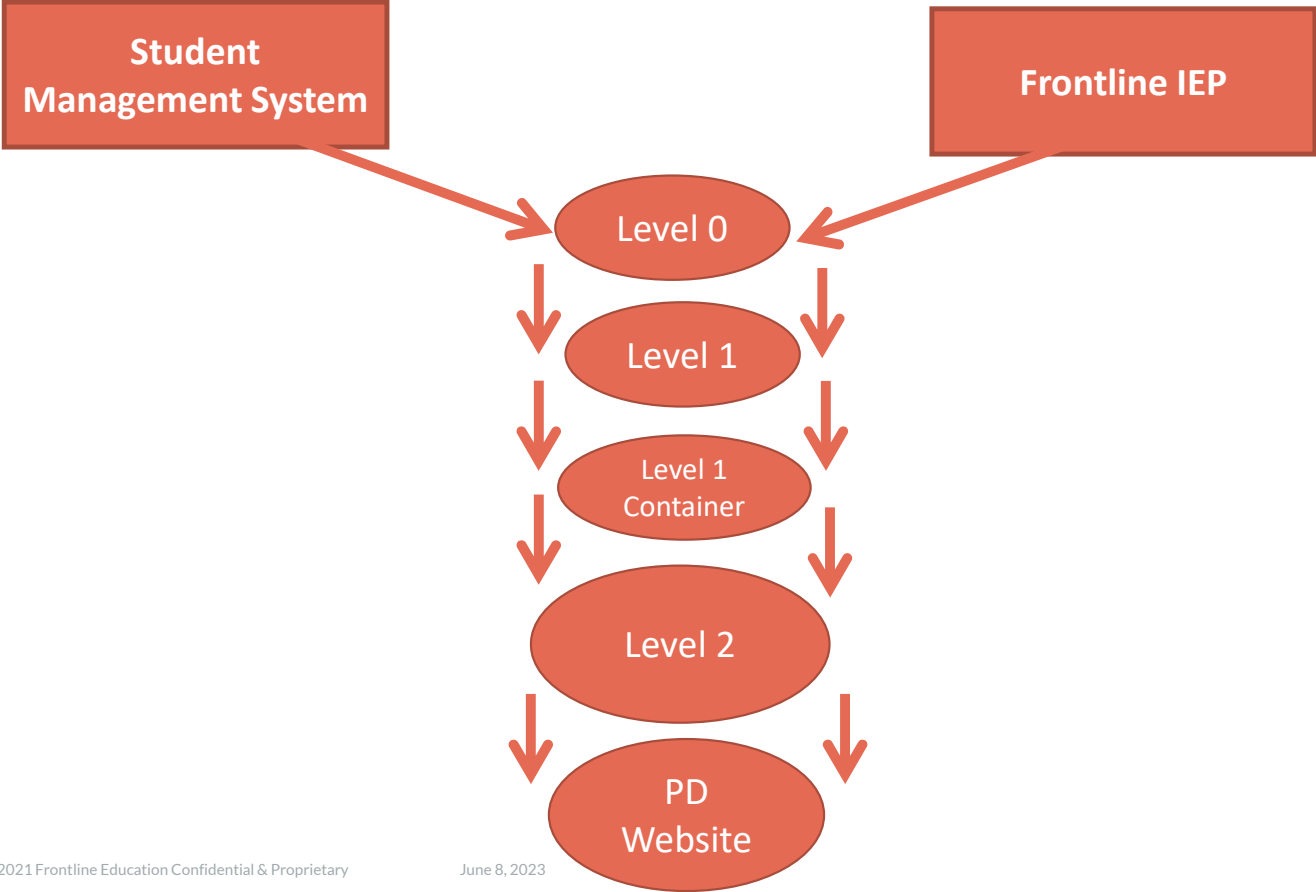 Student
Management System
Frontline IEP
Level 0
Level 1
Level 1
Container
Level 2
PD
Website
2021 Frontline Education Confidential & Proprietary
June 8, 2023